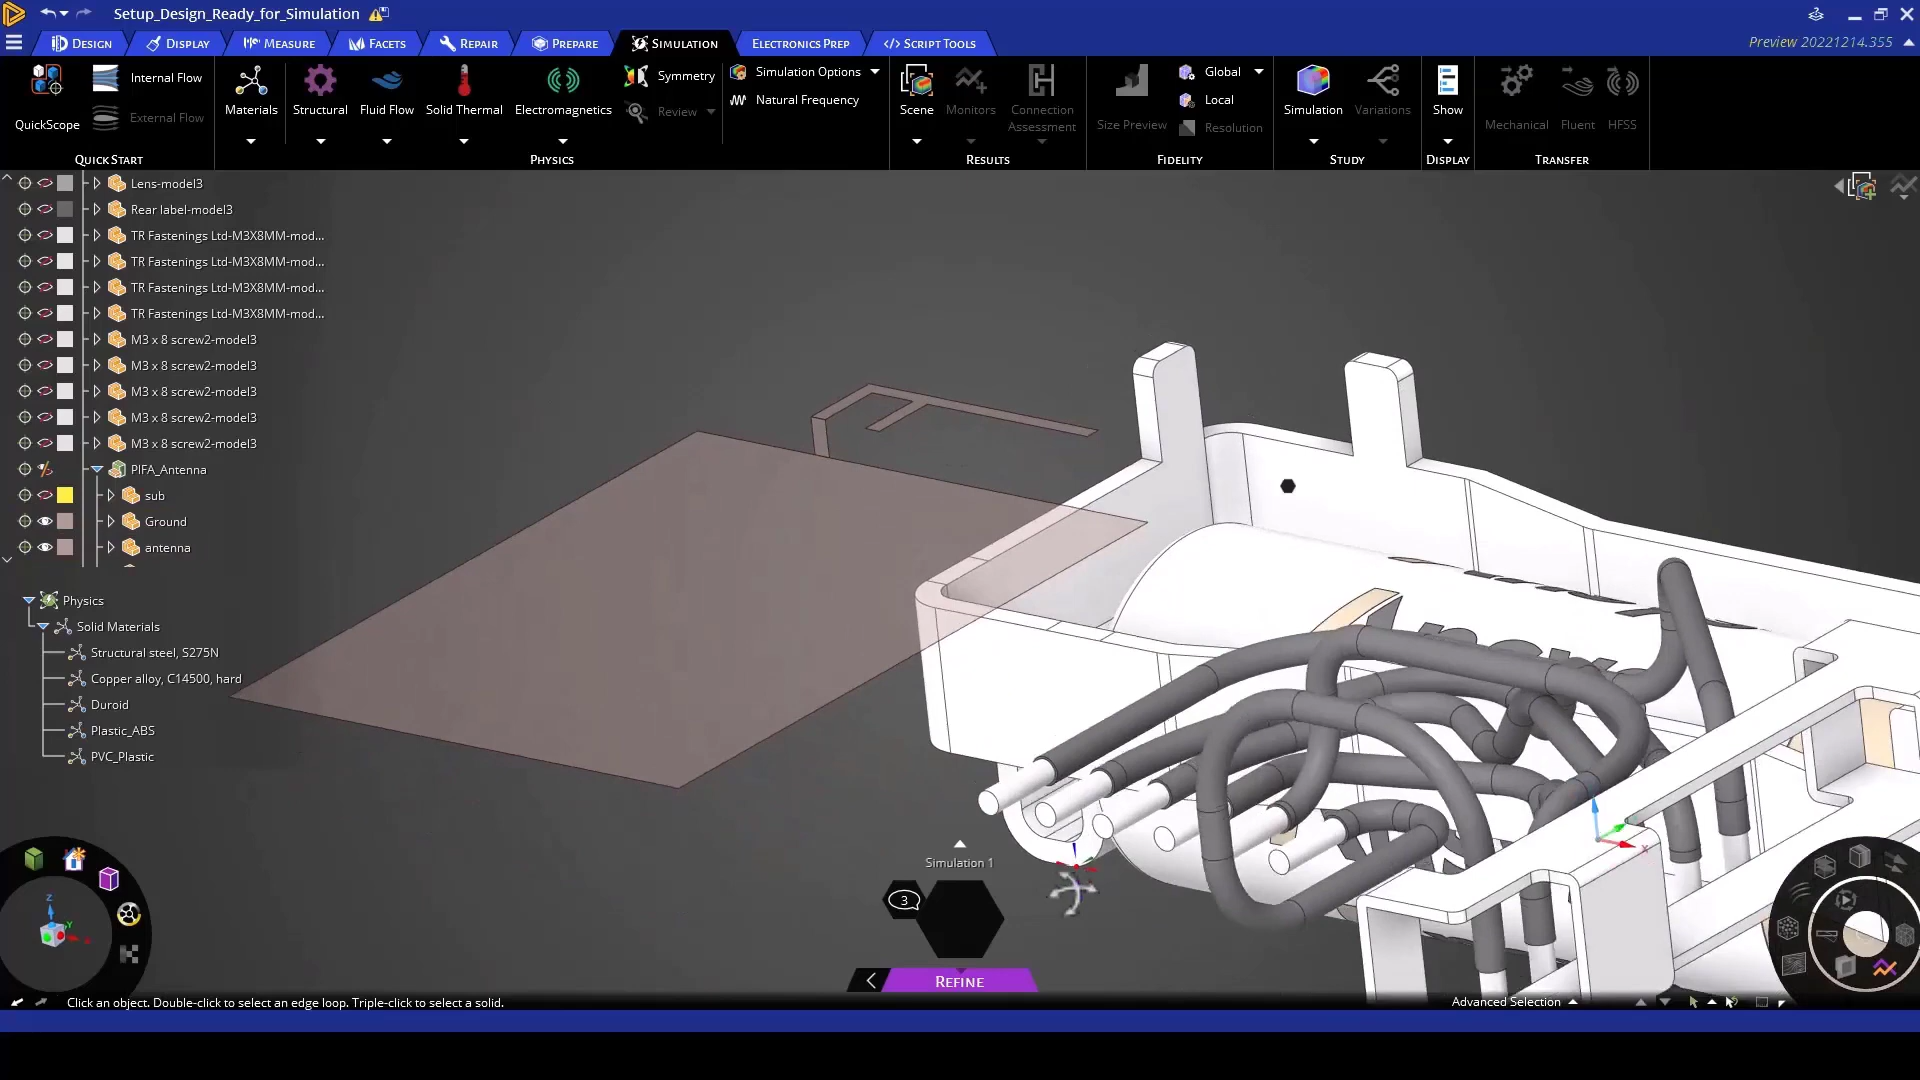 Setup_Design_Ready_for_Simulation
DESIGN
DISPLAY
MEASURE
FACETS
REPAIR
PREPARE
SIMULATION
ELECTRONICS PREP
</> SCRIPT TOOLS
Preview 20221214.355
QuickScope
Internal Flow
External Flow
QUICK START
Materials
Structural
Fluid Flow
Solid Thermal
Electromagnetics
Symmetry
Review
Simulation Options
Natural Frequency
PHYSICS
Scene
Monitors
Connection
Assessment
RESULTS
Size Preview
Global
Local
Resolution
FIDELITY
Simulation
Variations
STUDY
Show
DISPLAY
Mechanical
Fluent
HFSS
TRANSFER
Lens-model3
Rear label-model3
TR Fastenings Ltd-M3X8MM-mod...
TR Fastenings Ltd-M3X8MM-mod...
TR Fastenings Ltd-M3X8MM-mod...
TR Fastenings Ltd-M3X8MM-mod...
M3 x 8 screw2-model3
M3 x 8 screw2-model3
M3 x 8 screw2-model3
M3 x 8 screw2-model3
M3 x 8 screw2-model3
PIFA_Antenna
sub
Ground
antenna
Physics
Solid Materials
Structural steel, S275N
Copper alloy, C14500, hard
Duroid
Plastic_ABS
PVC_Plastic
Simulation 1
3
REFINE
Z
Y
X
Click an object. Double-click to select an edge loop. Triple-click to select a solid.
Advanced Selection